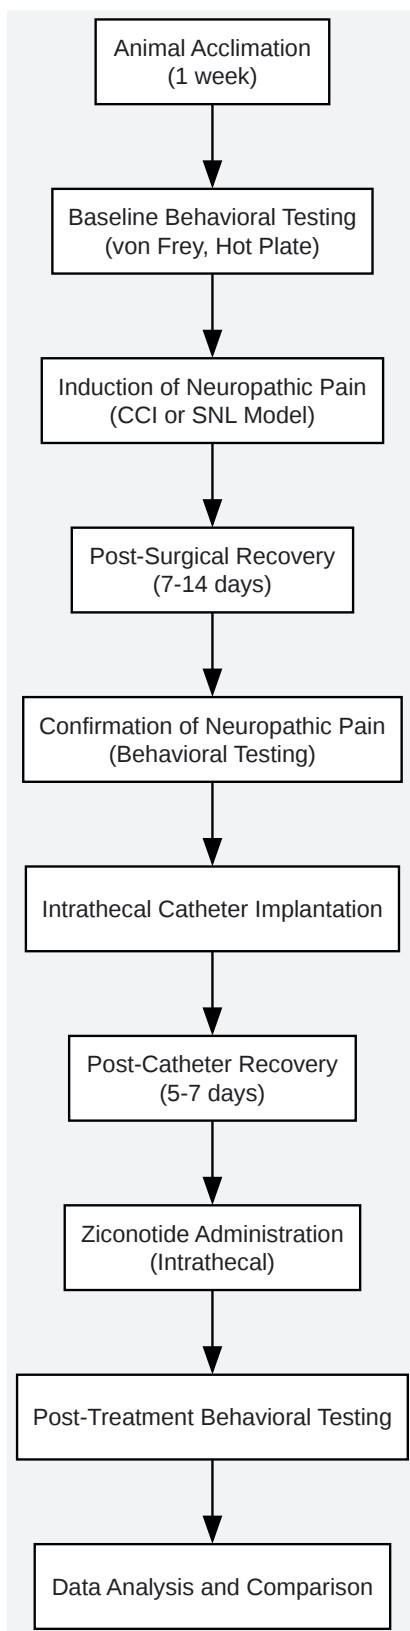 Animal Acclimation
(1 week)
Baseline Behavioral Testing
(von Frey, Hot Plate)
Induction of Neuropathic Pain
(CCI or SNL Model)
Post-Surgical Recovery
(7-14 days)
Confirmation of Neuropathic Pain
(Behavioral Testing)
Intrathecal Catheter Implantation
Post-Catheter Recovery
(5-7 days)
Ziconotide Administration
(Intrathecal)
Post-Treatment Behavioral Testing
Data Analysis and Comparison